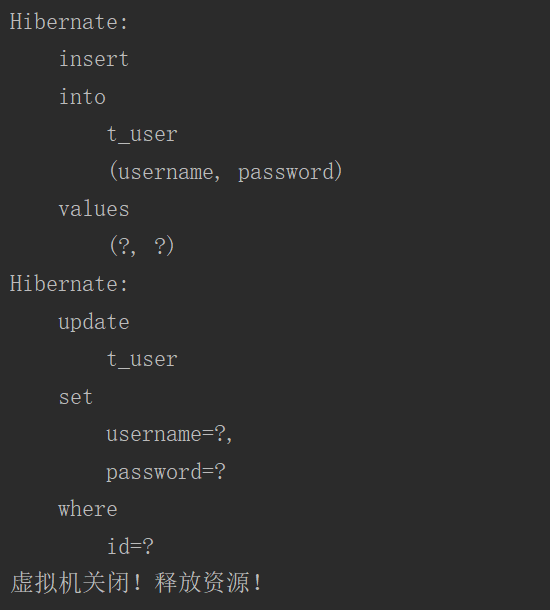 Hibernate:
    insert
    into
        t_user
        (username, password)
    values
        (?, ?)
Hibernate:
    update
        t_user
    set
        username=?,
        password=?
    where
        id=?
虚拟机关闭！释放资源！